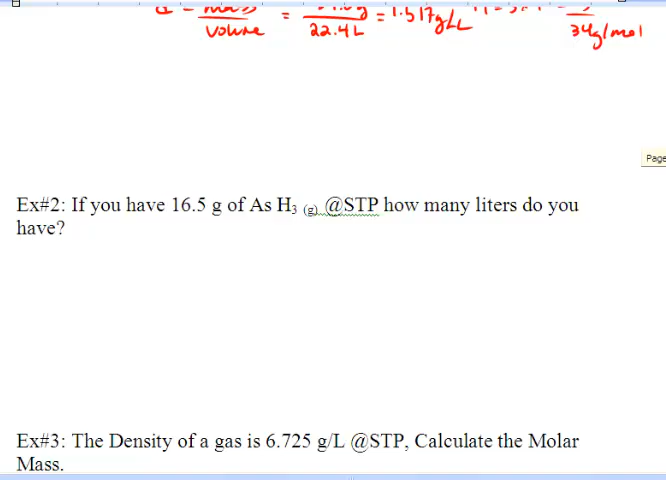 volume = 22.4L = 1.517g/L 34g/mol
Page
Ex#2: If you have 16.5 g of As H₃ (g) @STP how many liters do you
have?
Ex#3: The Density of a gas is 6.725 g/L @STP, Calculate the Molar
Mass.